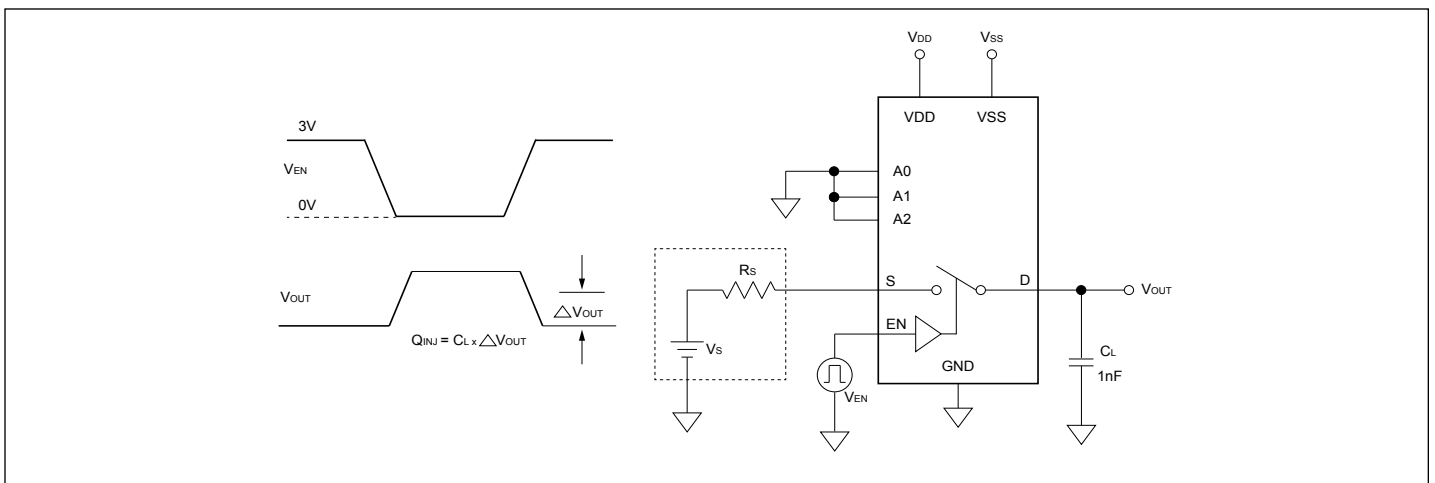 3V
VEN
0V
VOUT
△VOUT
QINJ = CL x △VOUT
VDD
VSS
VDD
VSS
A0
A1
A2
RS
S
D
VOUT
EN
VS
GND
VEN
CL
1nF